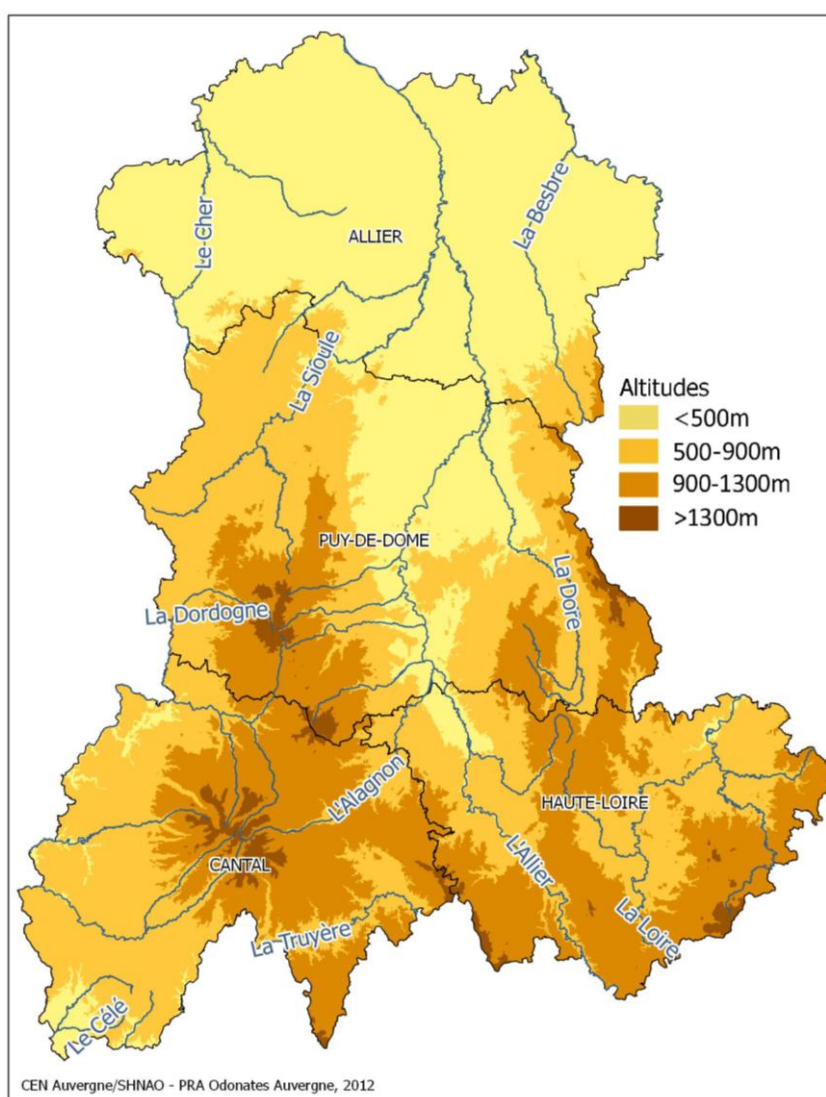 Le Cher
ALLIER
La Besbre
La Sioule
Altitudes
<500m
500-900m
900-1300m
>1300m
PUY-DE-DOME
La Dordogne
La Dore
L'Alagnon
HAUTE-LOIRE
CANTAL
L'Allier
La Truyère
La Loire
Le Célé
CEN Auvergne/SHNAO - PRA Odonates Auvergne, 2012